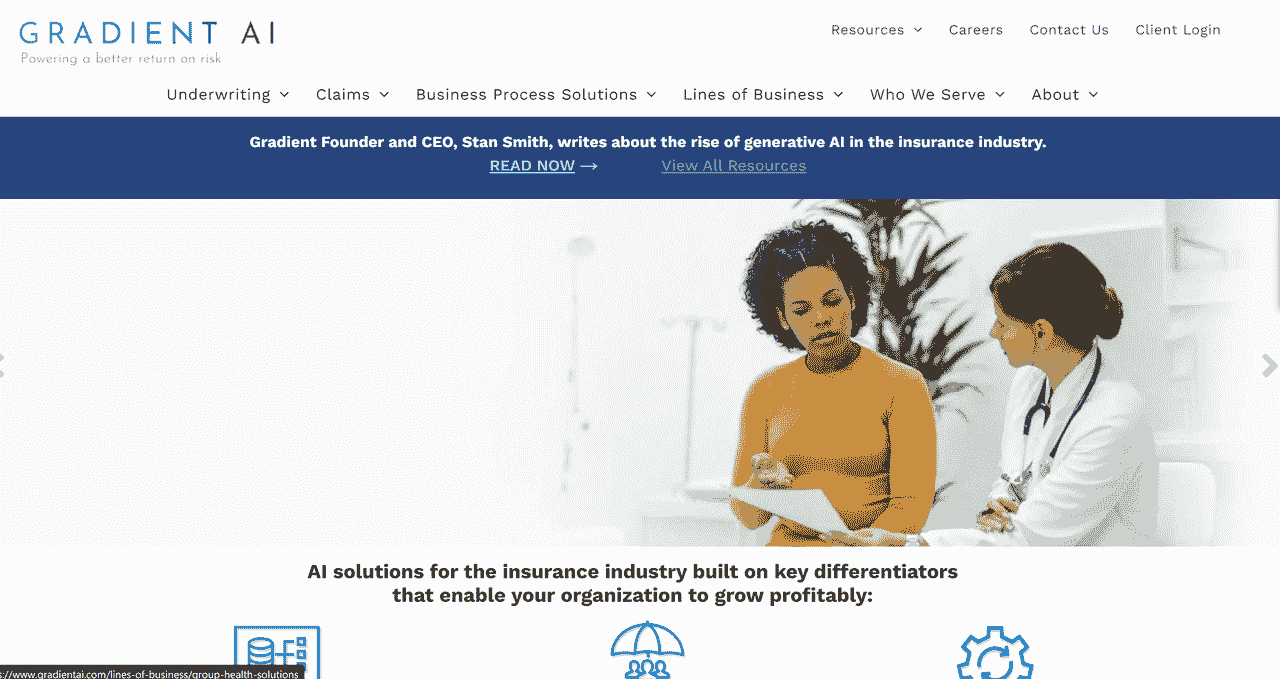 GRADIENT AI
Powering a better return on risk
Resources Careers Contact Us Client Login
Underwriting Claims Business Process Solutions Lines of Business Who We Serve About
Gradient Founder and CEO, Stan Smith, writes about the rise of generative AI in the insurance industry.
READ NOW → View All Resources
AI solutions for the insurance industry built on key differentiators
that enable your organization to grow profitably:
s://www.gradientai.com/lines-of-business/group-health-solutions